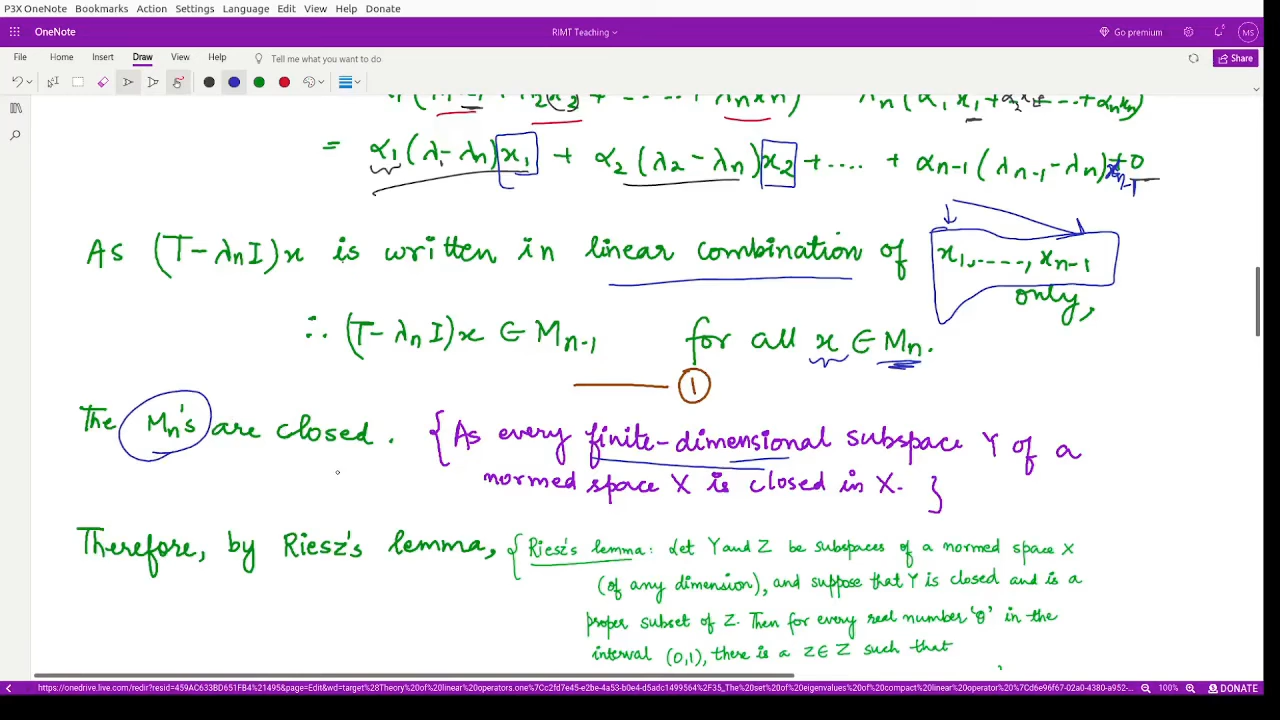 P3X OneNote Bookmarks Action Settings Language Edit View Help Donate
OneNote RIMT Teaching Go premium MS
File Home Insert Draw View Help Tell me what you want to do Share
= α1(λ-λn)x1 + α2(λ2-λn)x2 + .... + αn-1(λn-1-λn)xn-1 +0
As (T-λnI)x is written in linear combination of x1,....., xn-1
only,
∴ (T-λnI)x ∈ Mn-1 for all x ∈ Mn.
1
The Mn's are closed. {As every finite-dimensional subspace Y of a
normed space X is closed in X. }
Therefore, by Riesz's lemma, {Riesz's lemma: Let Y and Z be subspaces of a normed space X
(of any dimension), and suppose that Y is closed and is a
proper subset of Z. Then for every real number 'θ' in the
interval (0,1), there is a z∈Z such that
100% DONATE